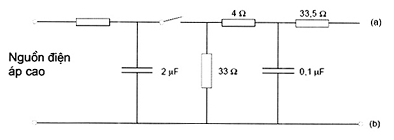 4 Ω
33,5 Ω
(a)
Nguồn điện
áp cao
2 µF
33 Ω
0,1 µF
(b)